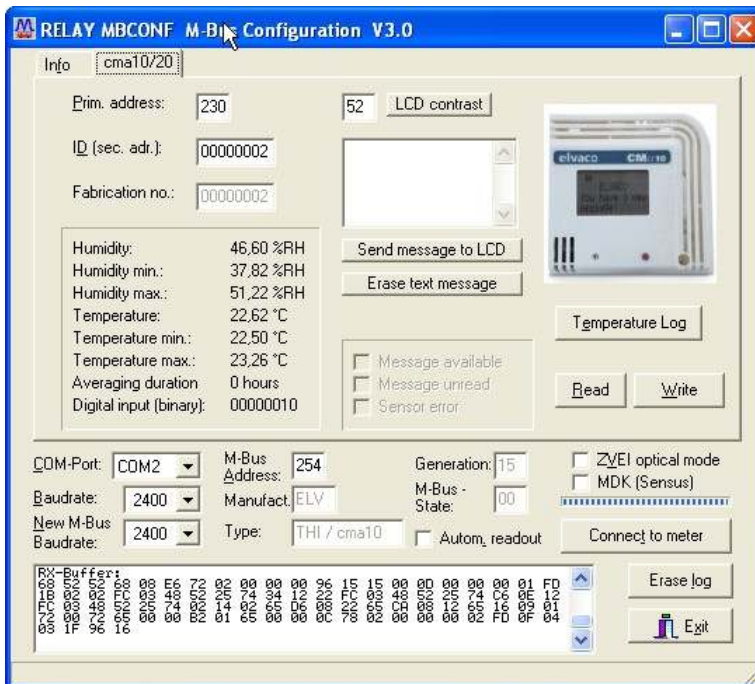 RELAY MBCONF M-Bus Configuration V3.0
Info cma10/20
Prim. address: 230 52 LCD contrast
ID (sec. adr.): 00000002
Fabrication no.: 00000002
elvaco
Humidity: 46,60 %RH
Humidity min.: 37,82 %RH
Humidity max.: 51,22 %RH
Temperature: 22,62 °C
Temperature min.: 22,50 °C
Temperature max.: 23,26 °C
Averaging duration 0 hours
Digital input (binary): 00000010
Send message to LCD
Erase text message
Message available
Message unread
Sensor error
Temperature Log
Read Write
COM-Port: COM2
Baudrate: 2400
New M-Bus
Baudrate: 2400
M-Bus
Address: 254
Manufact. ELV
Type: THI / cma10
Generation: 15
M-Bus -
State: 00
Autom. readout
ZVEI optical mode
MDK (Sensus)
Connect to meter
RX-Buffer:
68 52 52 68 08 E6 72 02 00 00 00 96 15 15 00 0D 00 00 00 01 FD
1B 02 02 FC 03 48 52 25 74 34 12 22 FC 03 48 52 25 74 C6 0E 12
FC 03 48 52 25 74 02 14 02 65 D6 08 22 65 CA 08 12 65 16 09 01
72 00 72 65 00 00 B2 01 65 00 00 0C 78 02 00 00 00 02 FD 0F 04
03 1F 96 16
Erase log
Exit